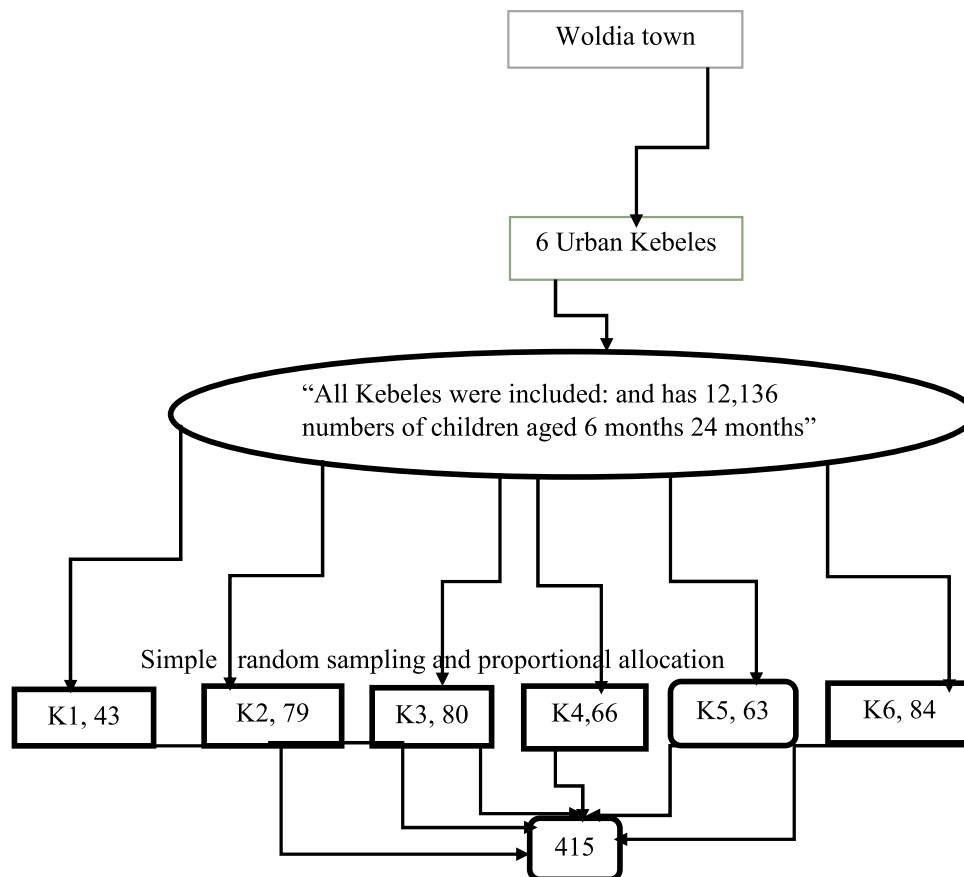 Woldia town
6 Urban Kebeles
“All Kebeles were included: and has 12,136
numbers of children aged 6 months 24 months”
Simple random sampling and proportional allocation
K1, 43
K2, 79
K3, 80
K4,66
K5, 63
K6, 84
415